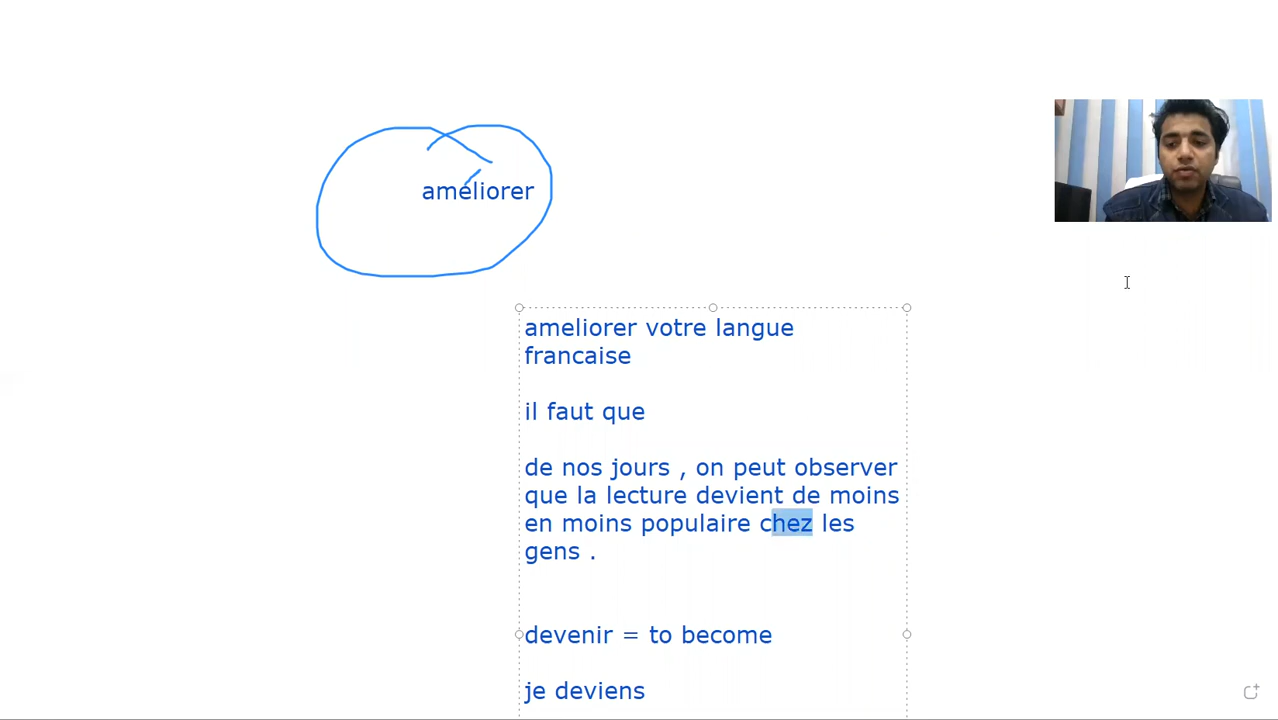 améliorer
ameliorer votre langue
francaise
il faut que
de nos jours , on peut observer
que la lecture devient de moins
en moins populaire chez les
gens .
devenir = to become
je deviens